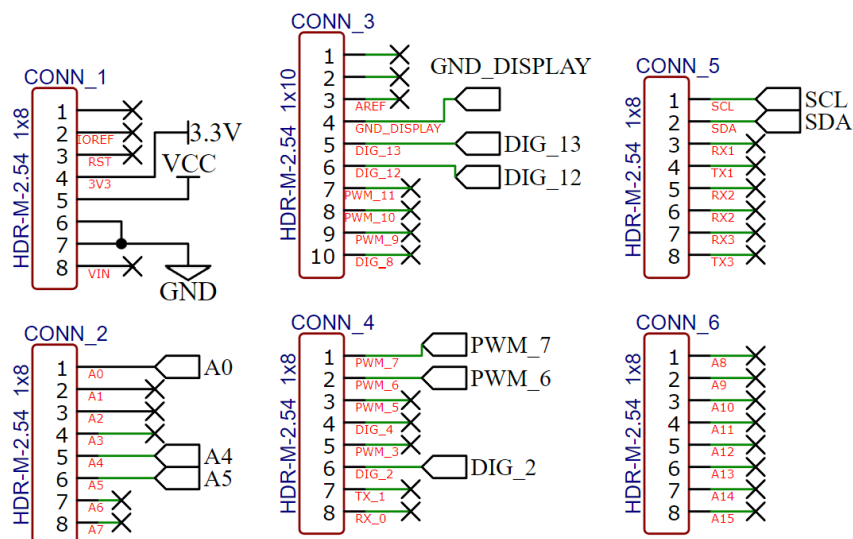 CONN_1
HDR-M-2.54 1x8
1
2
IOREF
3
RST
4
3V3
5
6
7
8
VIN
3.3V
VCC
GND
CONN_3
HDR-M-2.54 1x10
1
2
3
AREF
4
GND_DISPLAY
5
DIG_13
6
DIG_12
7
PWM_11
8
PWM_10
9
PWM_9
10
DIG_8
GND_DISPLAY
DIG_13
DIG_12
CONN_5
HDR-M-2.54 1x8
1
SCL
2
SDA
3
RX1
4
TX1
5
RX2
6
RX2
7
RX3
8
TX3
SCL
SDA
CONN_2
HDR-M-2.54 1x8
1
A0
2
A1
3
A2
4
A3
5
A4
6
A5
7
A6
8
A7
A0
A4
A5
CONN_4
HDR-M-2.54 1x8
1
PWM_7
2
PWM_6
3
PWM_5
4
DIG_4
5
PWM_3
6
DIG_2
7
TX_1
8
RX_0
PWM_7
PWM_6
DIG_2
CONN_6
HDR-M-2.54 1x8
1
A8
2
A9
3
A10
4
A11
5
A12
6
A13
7
A14
8
A15